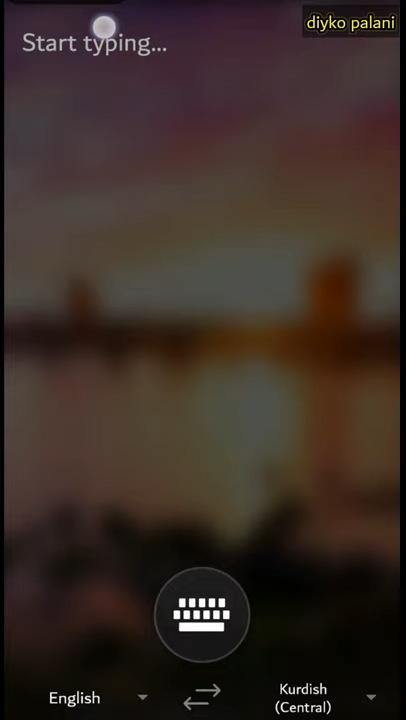 diyko palani
Start typing...
English
Kurdish
(Central)